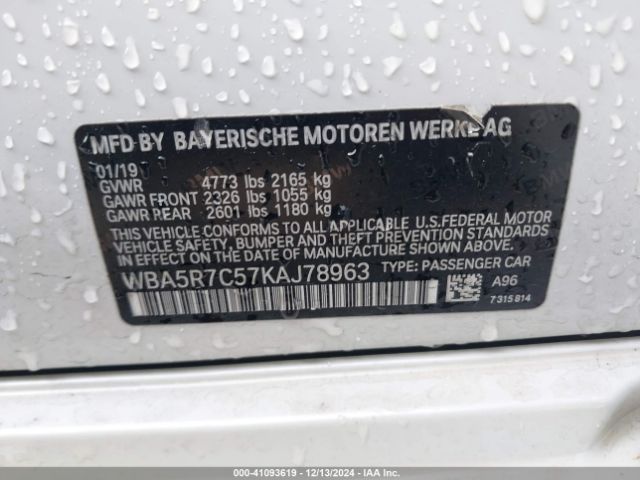 MFD BY BAYERISCHE MOTOREN WERKE AG
01/19
GVWR 4773 lbs 2165 kg
GAWR FRONT 2326 lbs 1055 kg
GAWR REAR 2601 lbs 1180 kg
THIS VEHICLE CONFORMS TO ALL APPLICABLE U.S.FEDERAL MOTOR
VEHICLE SAFETY, BUMPER, AND THEFT PREVENTION STANDARDS
IN EFFECT ON THE DATE OF MANUFACTURE SHOWN ABOVE.
WBA5R7C57KAJ78963 TYPE: PASSENGER CAR
A96
7315814
000-41093619 | 12/13/2024 | IAA, Inc.